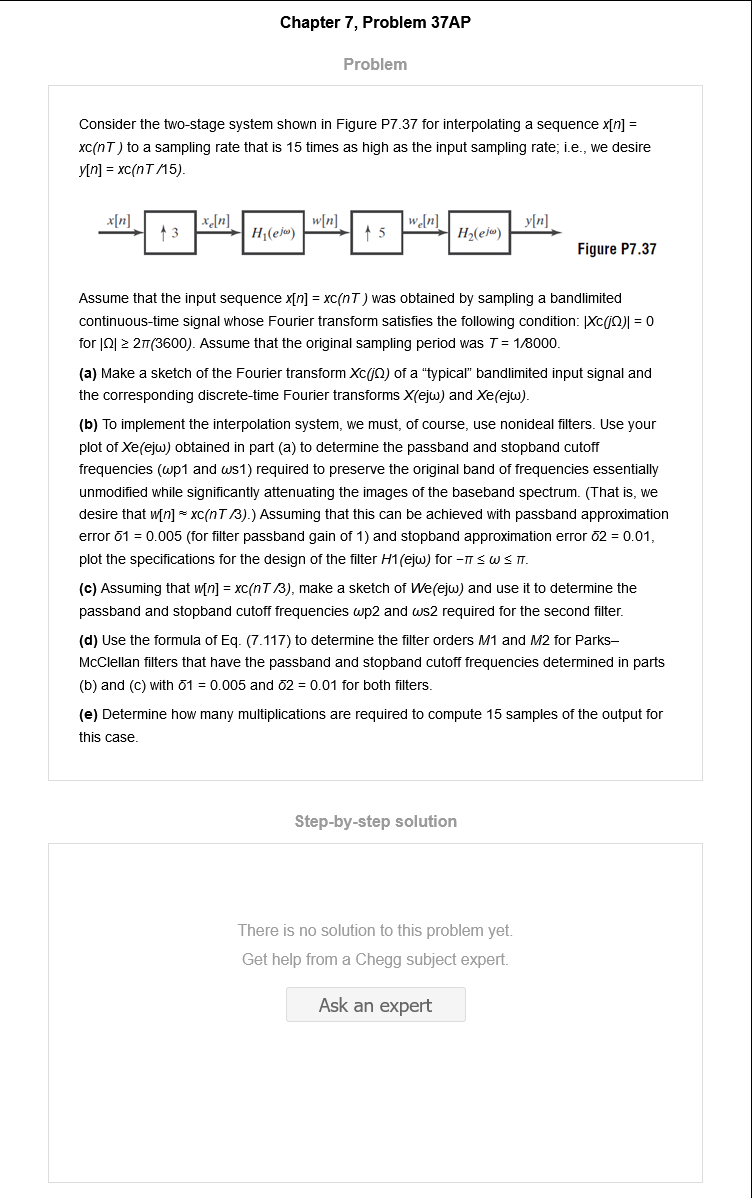 Chapter 7, Problem 37AP
Problem
Consider the two-stage system shown in Figure P7.37 for interpolating a sequence x[n] =
xc(nT ) to a sampling rate that is 15 times as high as the input sampling rate; i.e., we desire
y[n] = xc(nT /15).
x[n] ↑ 3 xₑ[n] H₁(e^jω) w[n] ↑ 5 wₑ[n] H₂(e^jω) y[n]
Figure P7.37
Assume that the input sequence x[n] = xc(nT ) was obtained by sampling a bandlimited
continuous-time signal whose Fourier transform satisfies the following condition: |Xc(jΩ)| = 0
for |Ω| ≥ 2π(3600). Assume that the original sampling period was T = 1/8000.
(a) Make a sketch of the Fourier transform Xc(jΩ) of a “typical” bandlimited input signal and
the corresponding discrete-time Fourier transforms X(ejω) and Xe(ejω).
(b) To implement the interpolation system, we must, of course, use nonideal filters. Use your
plot of Xe(ejω) obtained in part (a) to determine the passband and stopband cutoff
frequencies (ωp1 and ωs1) required to preserve the original band of frequencies essentially
unmodified while significantly attenuating the images of the baseband spectrum. (That is, we
desire that w[n] ≈ xc(nT /3).) Assuming that this can be achieved with passband approximation
error δ1 = 0.005 (for filter passband gain of 1) and stopband approximation error δ2 = 0.01,
plot the specifications for the design of the filter H1(ejω) for −π ≤ ω ≤ π.
(c) Assuming that w[n] = xc(nT /3), make a sketch of We(ejω) and use it to determine the
passband and stopband cutoff frequencies ωp2 and ωs2 required for the second filter.
(d) Use the formula of Eq. (7.117) to determine the filter orders M1 and M2 for Parks–
McClellan filters that have the passband and stopband cutoff frequencies determined in parts
(b) and (c) with δ1 = 0.005 and δ2 = 0.01 for both filters.
(e) Determine how many multiplications are required to compute 15 samples of the output for
this case.
Step-by-step solution
There is no solution to this problem yet.
Get help from a Chegg subject expert.
Ask an expert